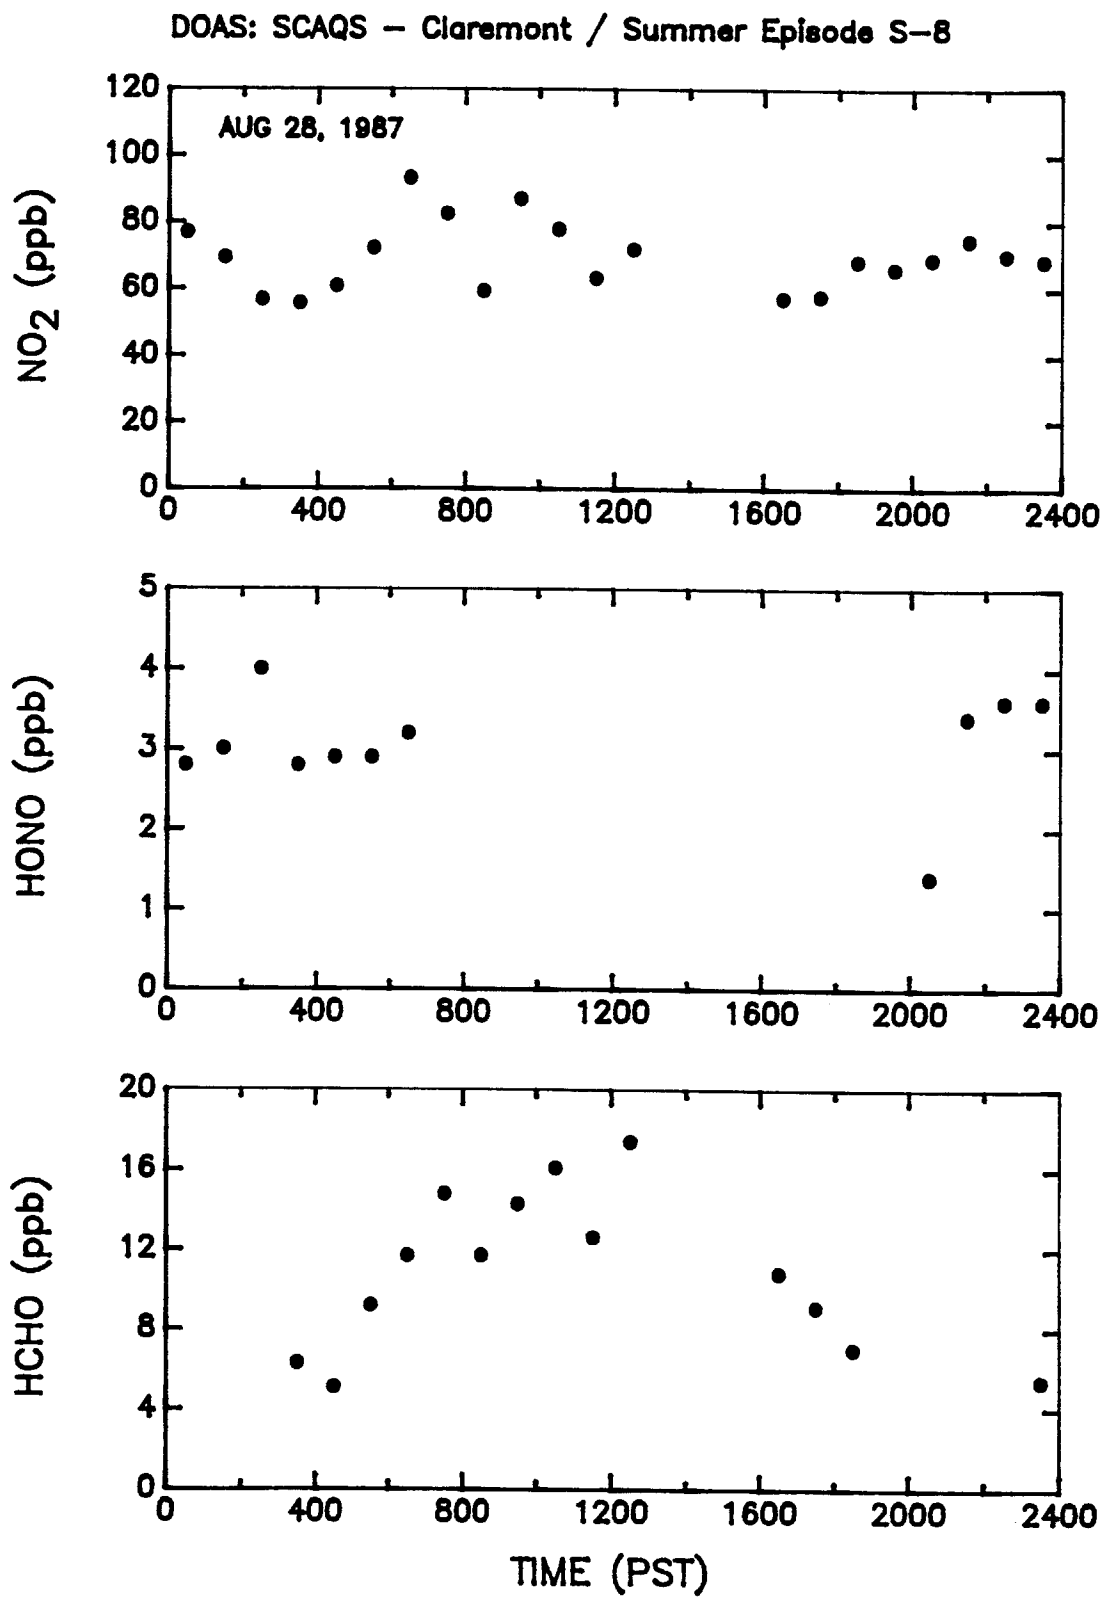 DOAS: SCAQS – Claremont / Summer Episode S–8
AUG 28, 1987
NO2 (ppb)
120
100
80
60
40
20
0
0 400 800 1200 1600 2000 2400
HONO (ppb)
5
4
3
2
1
0
0 400 800 1200 1600 2000 2400
HCHO (ppb)
20
16
12
8
4
0
0 400 800 1200 1600 2000 2400
TIME (PST)